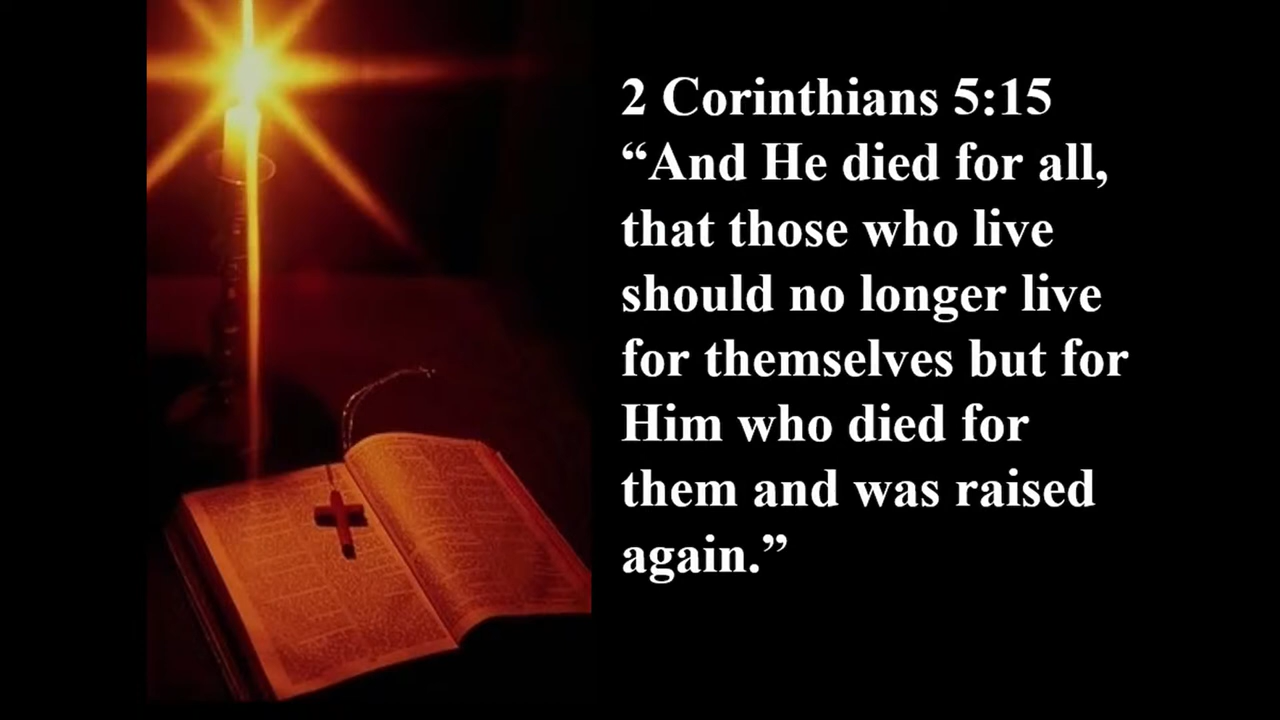 2 Corinthians 5:15
“And He died for all,
that those who live
should no longer live
for themselves but for
Him who died for
them and was raised
again.”